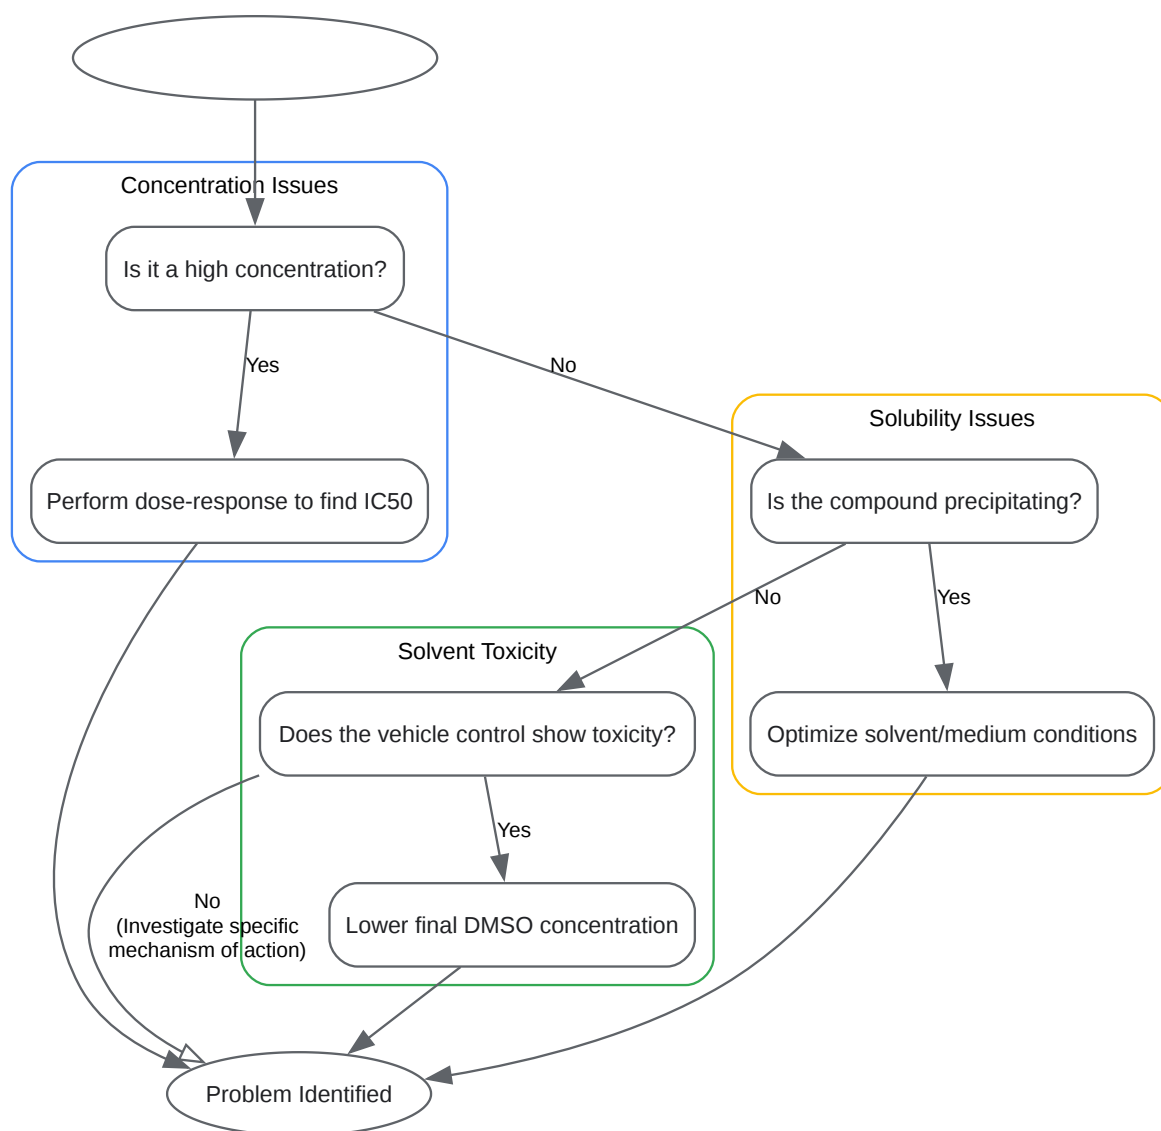 Concentration Issues
Is it a high concentration?
Yes
No
Perform dose-response to find IC50
Solubility Issues
Is the compound precipitating?
No
Yes
Solvent Toxicity
Does the vehicle control show toxicity?
Optimize solvent/medium conditions
Yes
No
(Investigate specific
mechanism of action)
Lower final DMSO concentration
Problem Identified